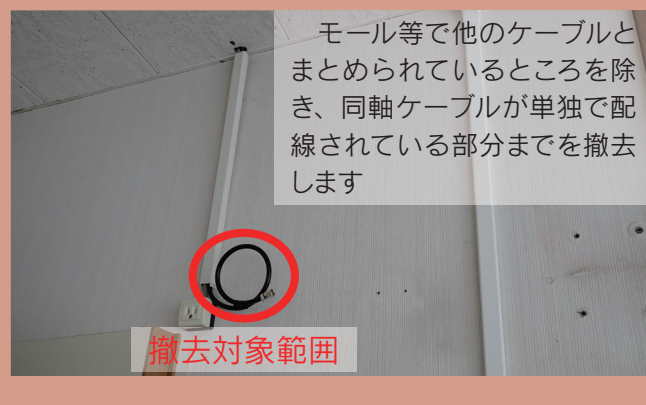 モール等で他のケーブルと
まとめられているところを除
き、同軸ケーブルが単独で配
線されている部分までを撤去
します
撤去対象範囲